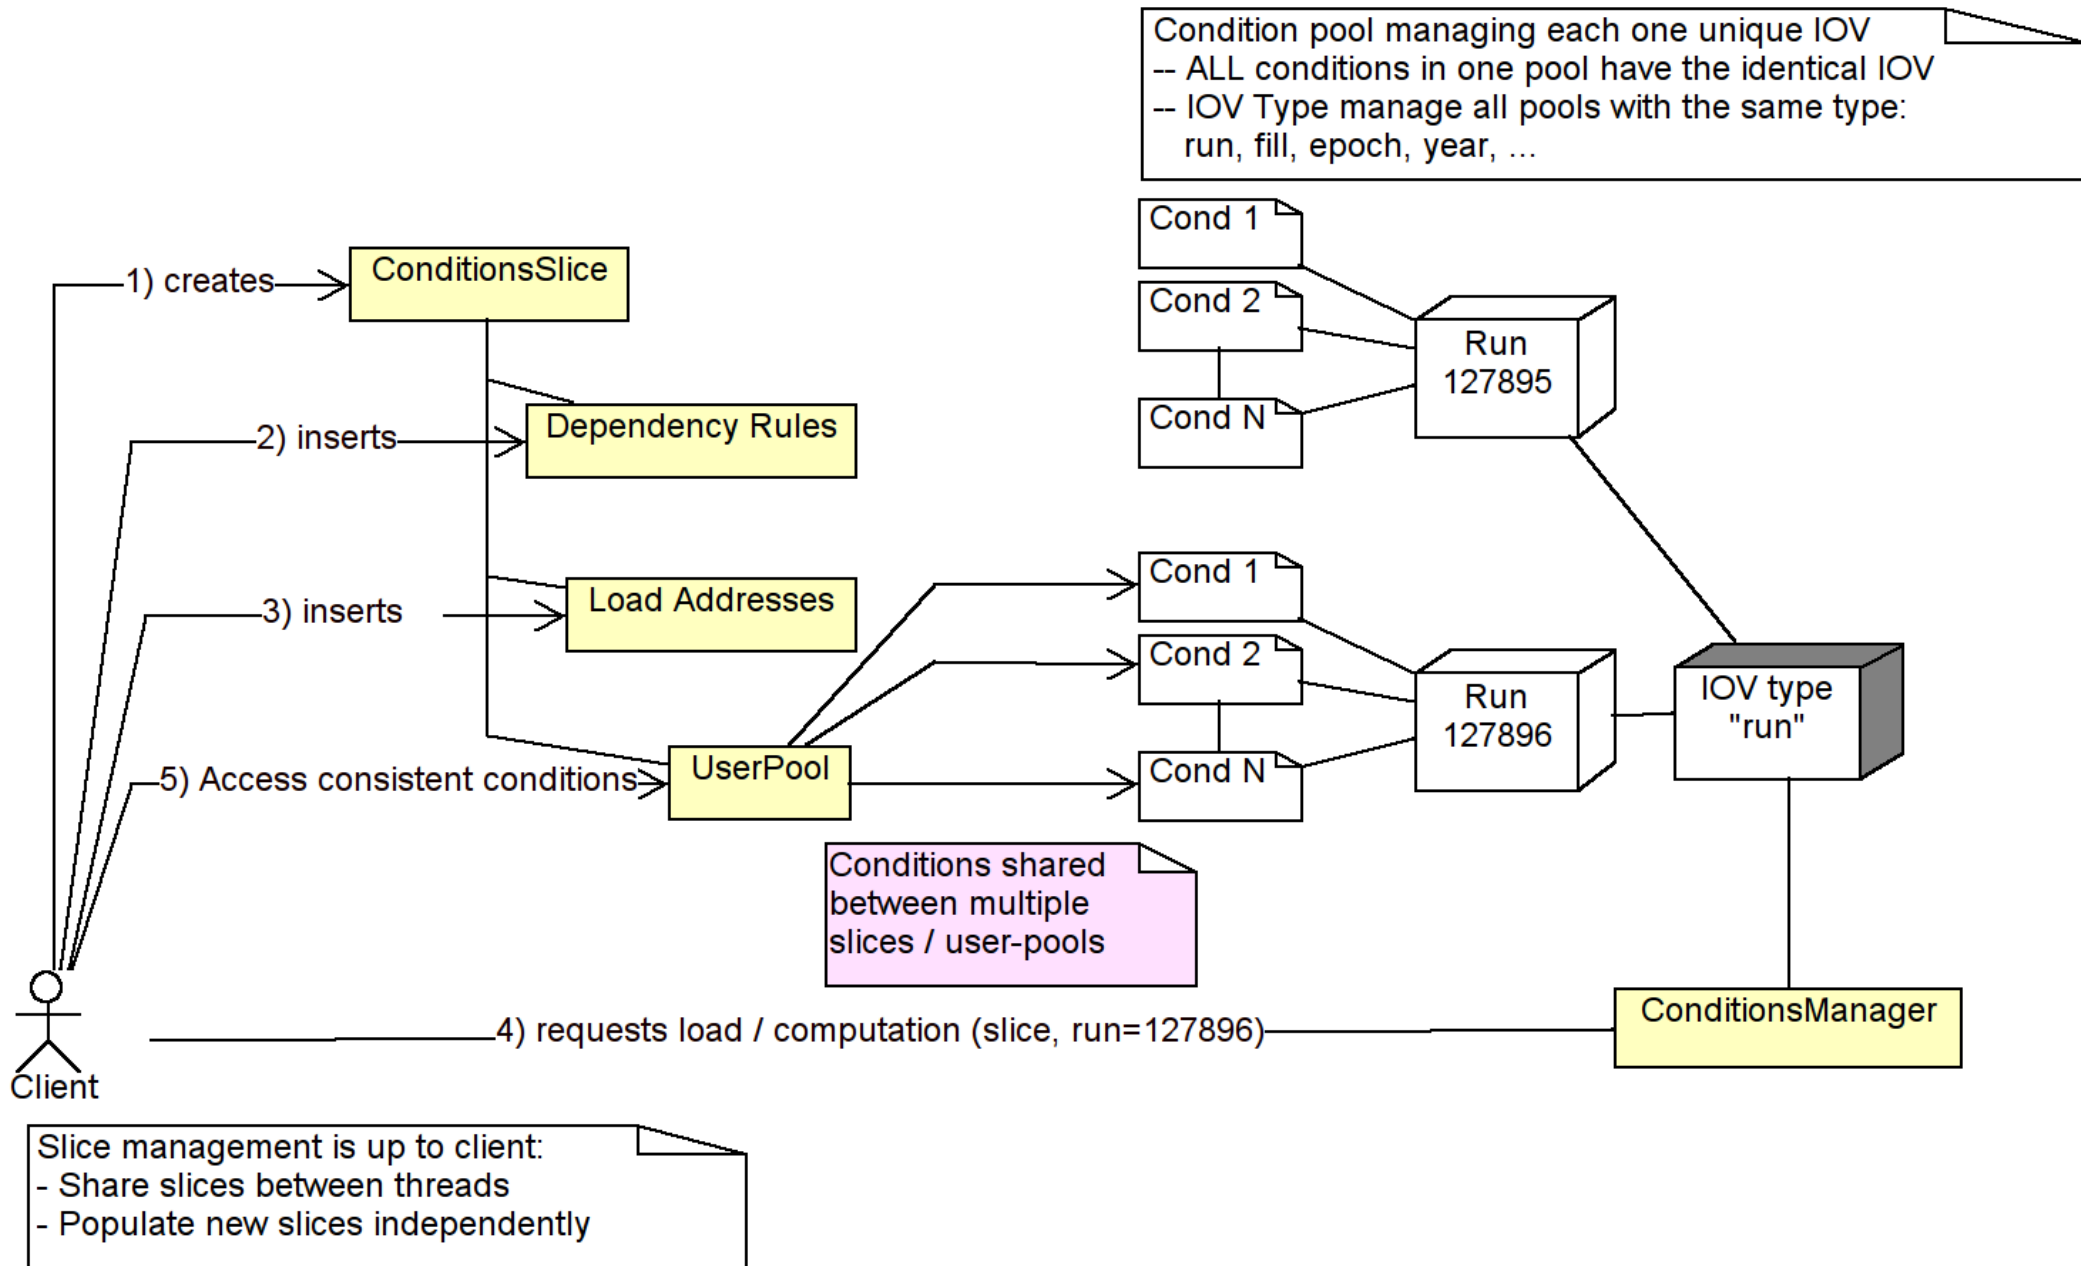 Condition pool managing each one unique IOV
-- ALL conditions in one pool have the identical IOV
-- IOV Type manage all pools with the same type:
run, fill, epoch, year, ...
Cond 1
Cond 2
Cond N
Run
127895
1) creates
ConditionsSlice
2) inserts
Dependency Rules
3) inserts
Load Addresses
Cond 1
Cond 2
Cond N
Run
127896
IOV type
"run"
5) Access consistent conditions
UserPool
Conditions shared
between multiple
slices / user-pools
4) requests load / computation (slice, run=127896)
ConditionsManager
Client
Slice management is up to client:
- Share slices between threads
- Populate new slices independently